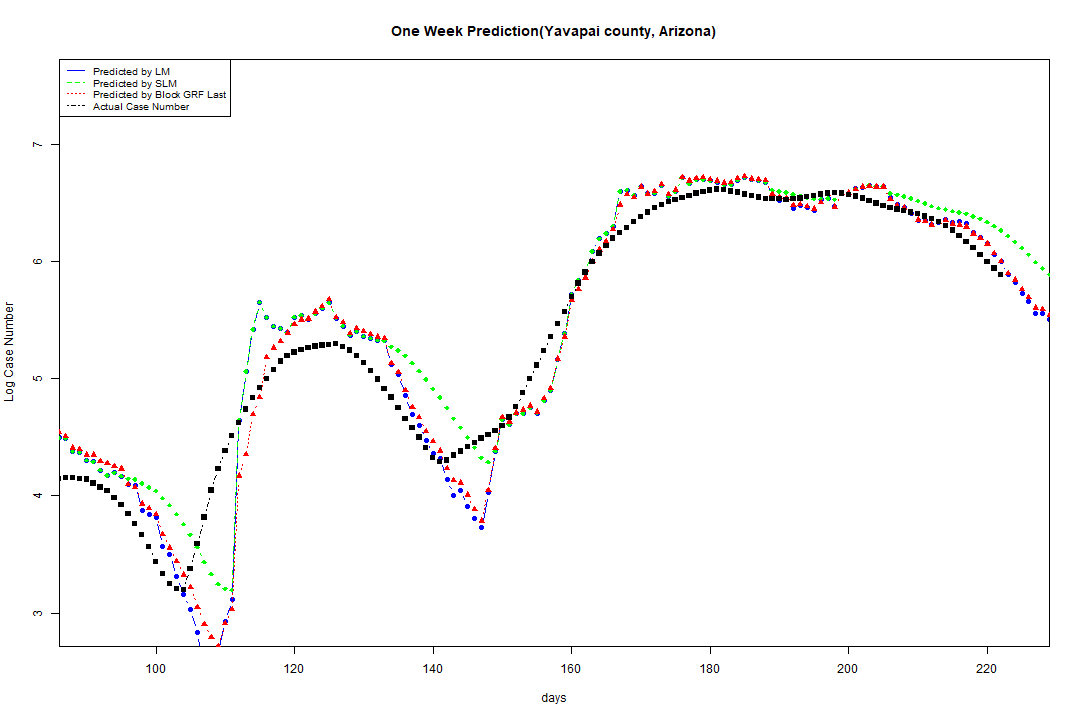 One Week Prediction(Yavapai county, Arizona)
Predicted by LM
Predicted by SLM
Predicted by Block GRF Last
Actual Case Number
7
6
5
4
3
Log Case Number
100 120 140 160 180 200 220
days